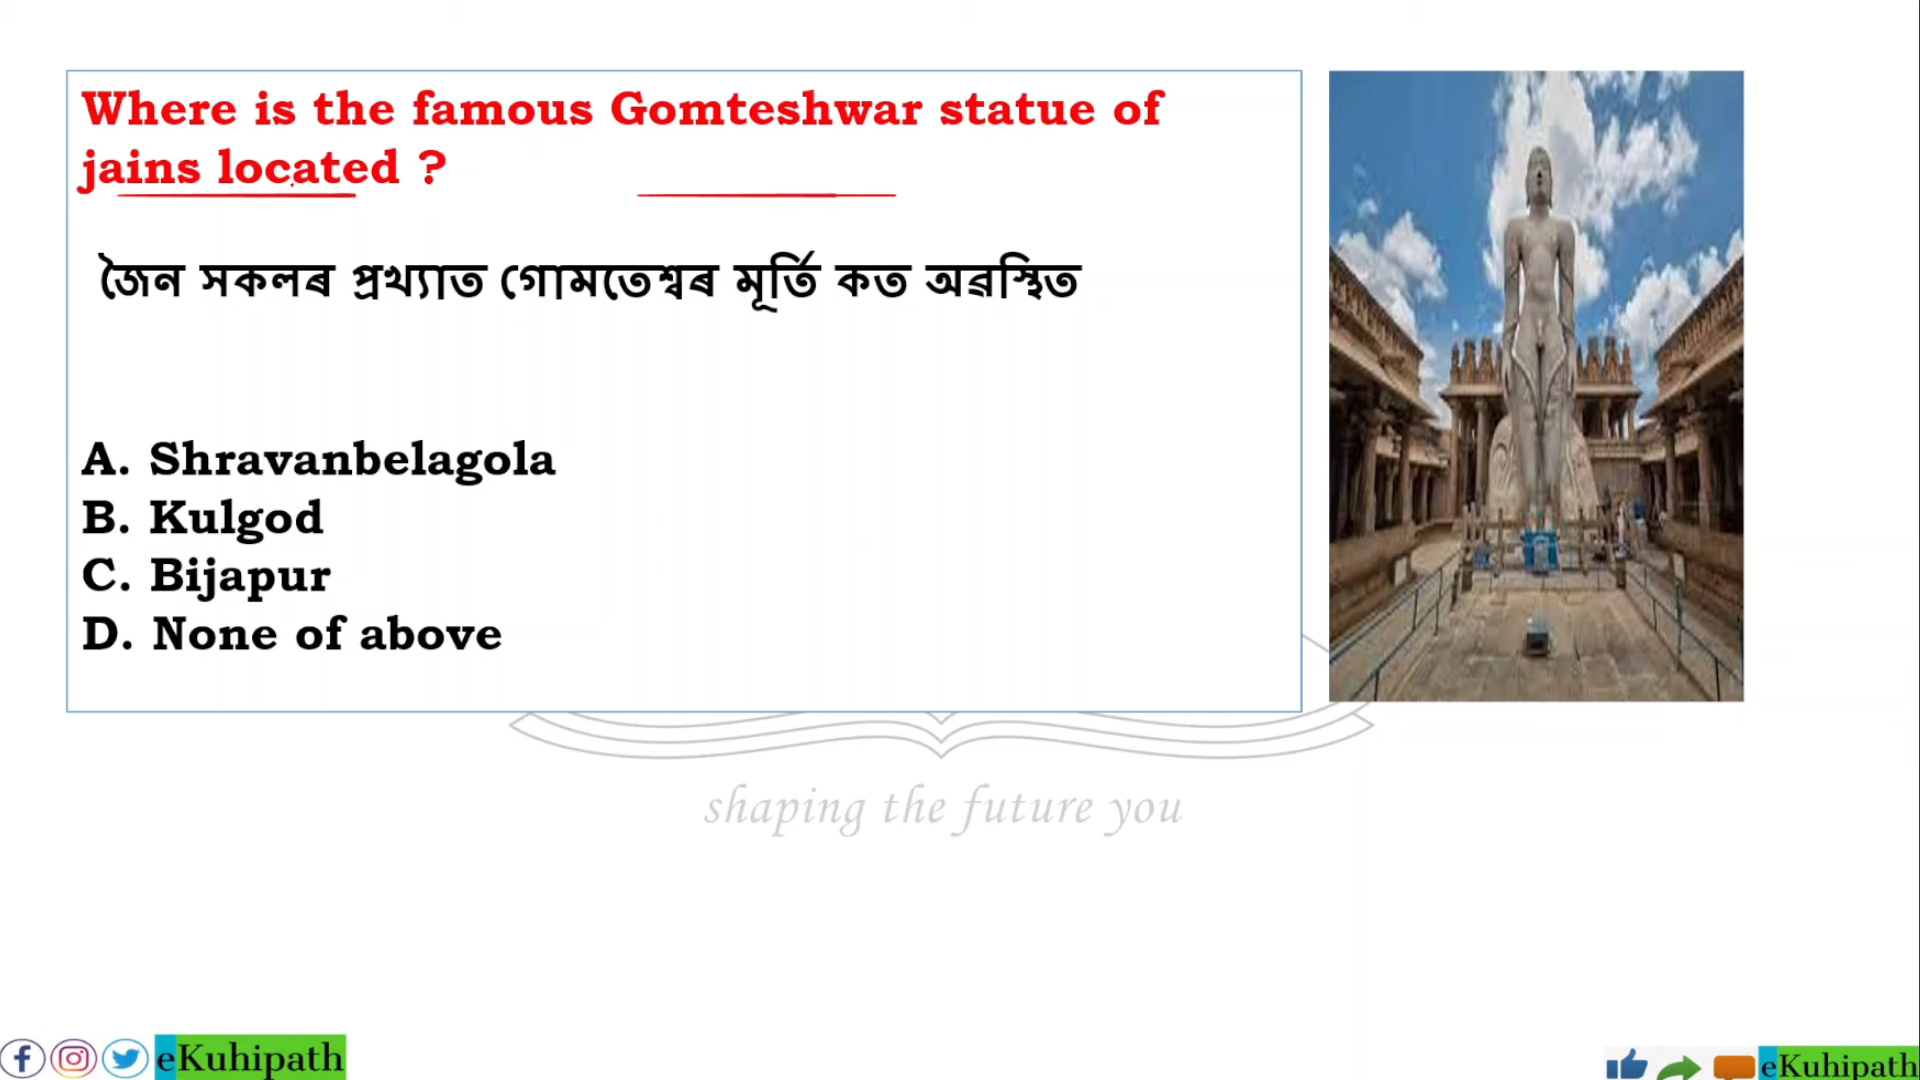 Where is the famous Gomteshwar statue of
jains located ?
জৈন সকলৰ প্ৰখ্যাত গোমতেশ্বৰ মূৰ্তি কত অৱস্থিত
A. Shravanbelagola
B. Kulgod
C. Bijapur
D. None of above
shaping the future you
eKuhipath
eKuhipath